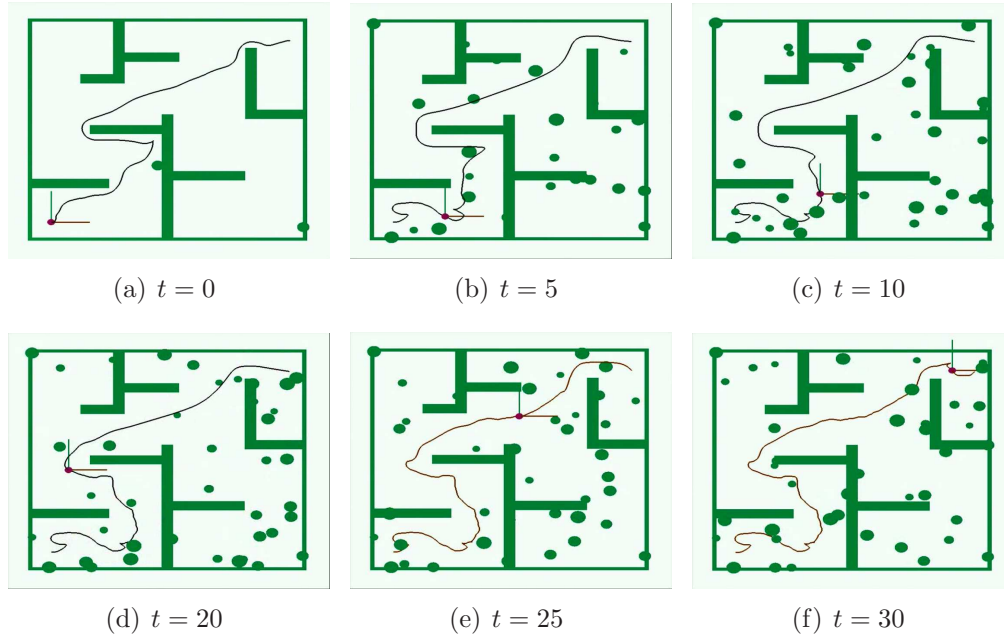 (a) t = 0
(b) t = 5
(c) t = 10
(d) t = 20
(e) t = 25
(f) t = 30